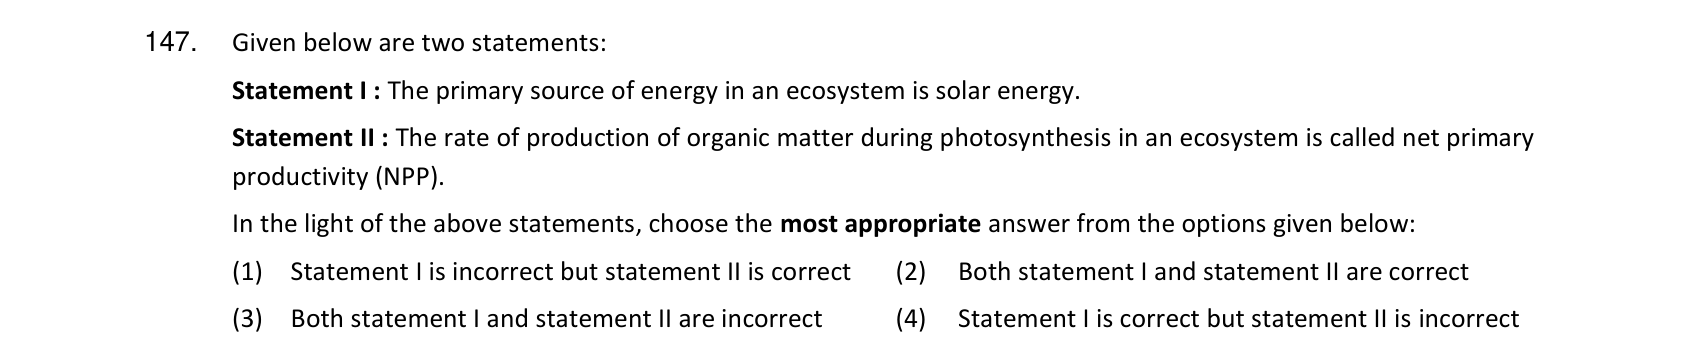 147. Given below are two statements:
Statement I : The primary source of energy in an ecosystem is solar energy.
Statement II : The rate of production of organic matter during photosynthesis in an ecosystem is called net primary
productivity (NPP).
In the light of the above statements, choose the most appropriate answer from the options given below:
(1) Statement I is incorrect but statement II is correct (2) Both statement I and statement II are correct
(3) Both statement I and statement II are incorrect (4) Statement I is correct but statement II is incorrect